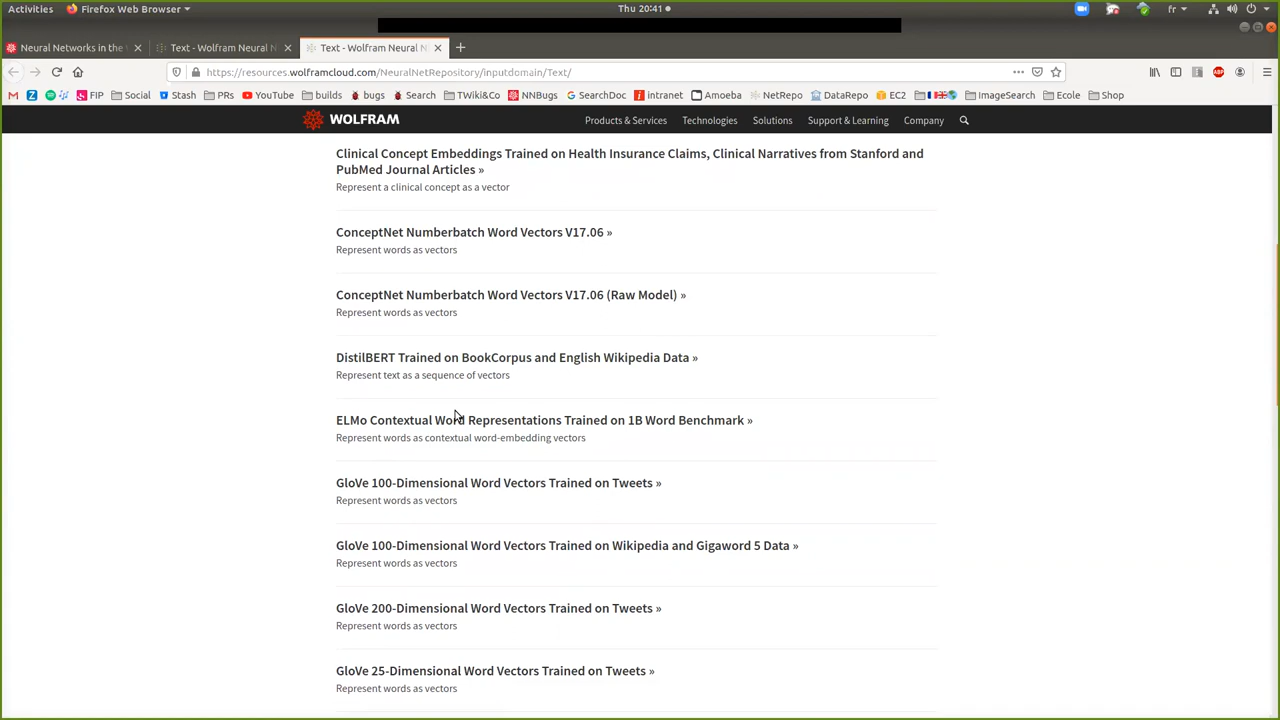 Activities
Firefox Web Browser
Thu 20:41
fr
Neural Networks in the
Text - Wolfram Neural N
Text - Wolfram Neural N
https://resources.wolframcloud.com/NeuralNetRepository/inputdomain/Text/
FIP
Social
Stash
PRs
YouTube
builds
bugs
Search
TWiki&Co
NNBugs
SearchDoc
intranet
Amoeba
NetRepo
DataRepo
EC2
ImageSearch
Ecole
Shop
WOLFRAM
Products & Services
Technologies
Solutions
Support & Learning
Company
Clinical Concept Embeddings Trained on Health Insurance Claims, Clinical Narratives from Stanford and
PubMed Journal Articles »
Represent a clinical concept as a vector
ConceptNet Numberbatch Word Vectors V17.06 »
Represent words as vectors
ConceptNet Numberbatch Word Vectors V17.06 (Raw Model) »
Represent words as vectors
DistilBERT Trained on BookCorpus and English Wikipedia Data »
Represent text as a sequence of vectors
ELMo Contextual Word Representations Trained on 1B Word Benchmark »
Represent words as contextual word-embedding vectors
GloVe 100-Dimensional Word Vectors Trained on Tweets »
Represent words as vectors
GloVe 100-Dimensional Word Vectors Trained on Wikipedia and Gigaword 5 Data »
Represent words as vectors
GloVe 200-Dimensional Word Vectors Trained on Tweets »
Represent words as vectors
GloVe 25-Dimensional Word Vectors Trained on Tweets »
Represent words as vectors